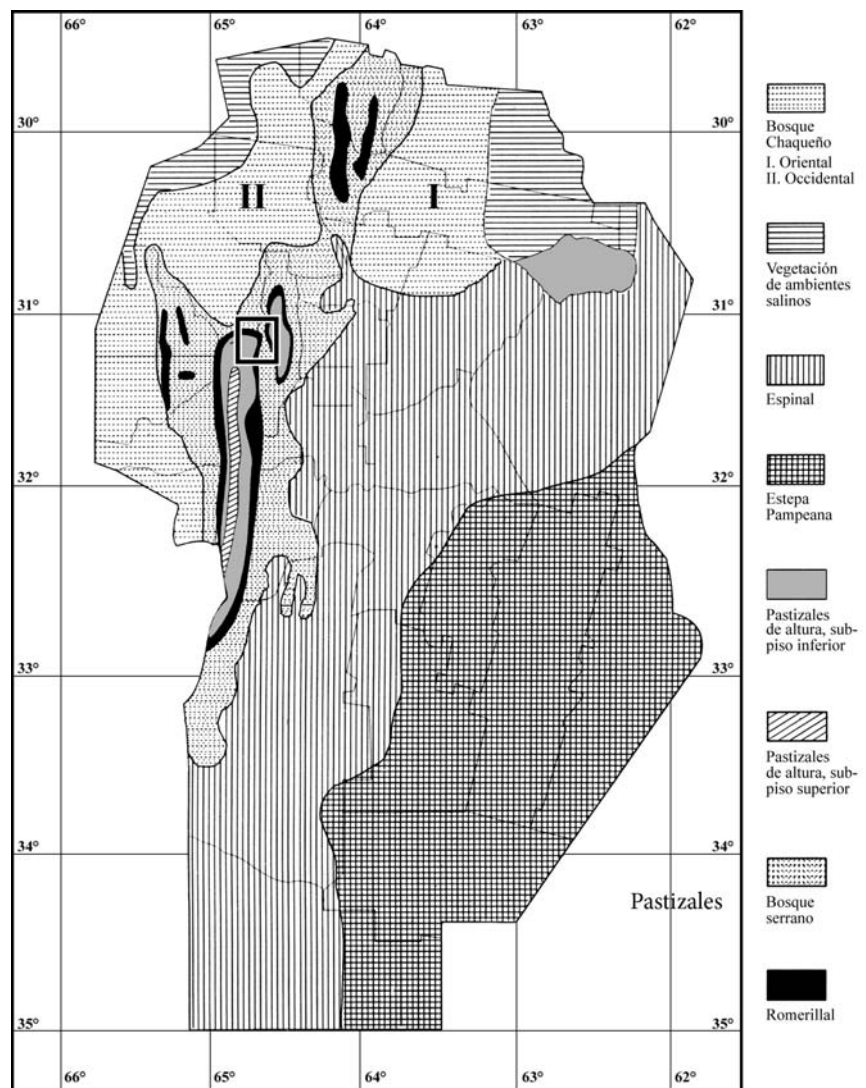 66° 65° 64° 63° 62°
30° 30°
II I
31° 31°
32° 32°
33° 33°
34° 34°
Pastizales
35° 35°
66° 65° 64° 63° 62°
Bosque
Chaqueño
I. Oriental
II. Occidental
Vegetación
de ambientes
salinos
Espinal
Estepa
Pampeana
Pastizales
de altura, sub-
piso inferior
Pastizales
de altura, sub-
piso superior
Bosque
serrano
Romerillal